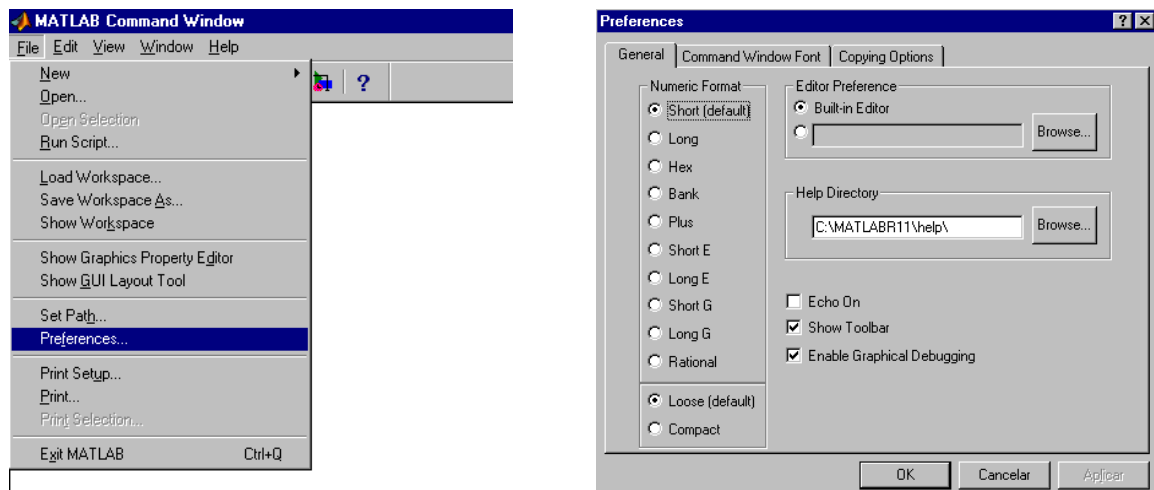 MATLAB Command Window
File Edit View Window Help
New
Open...
Open Selection
Run Script...
Load Workspace...
Save Workspace As...
Show Workspace
Show Graphics Property Editor
Show GUI Layout Tool
Set Path...
Preferences...
Print Setup...
Print...
Print Selection...
Exit MATLAB Ctrl+Q
?
Preferences
General Command Window Font Copying Options
Numeric Format
Short (default)
Long
Hex
Bank
Plus
Short E
Long E
Short G
Long G
Rational
Loose (default)
Compact
Editor Preference
Built-in Editor
Browse...
Help Directory
C:\MATLABR11\help\ Browse...
Echo On
Show Toolbar
Enable Graphical Debugging
OK Cancelar Aplicar